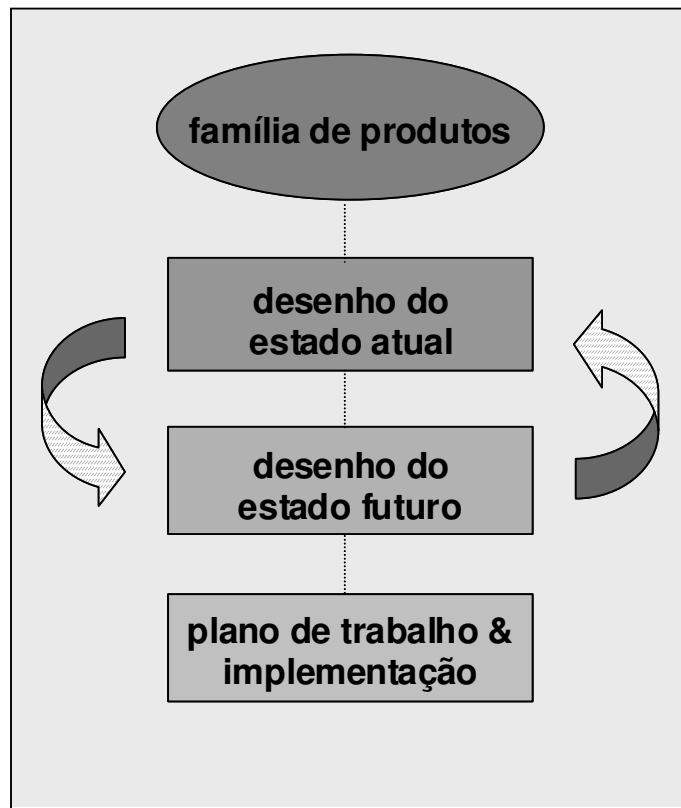 família de produtos
desenho do
estado atual
desenho do
estado futuro
plano de trabalho &
implementação